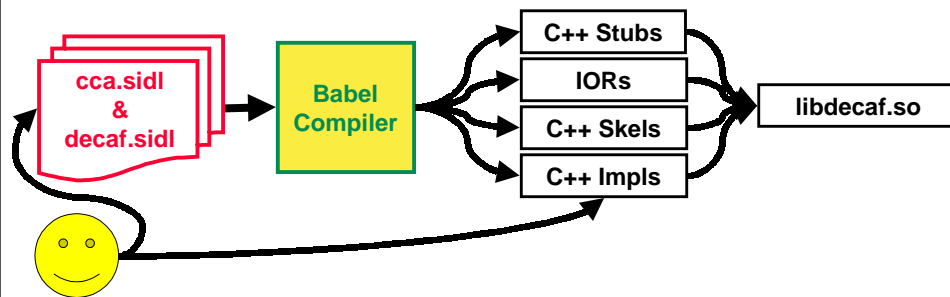 cca.sidl
&
decaf.sidl
Babel
Compiler
C++ Stubs
IORs
C++ Skels
C++ Impls
libdecaf.so